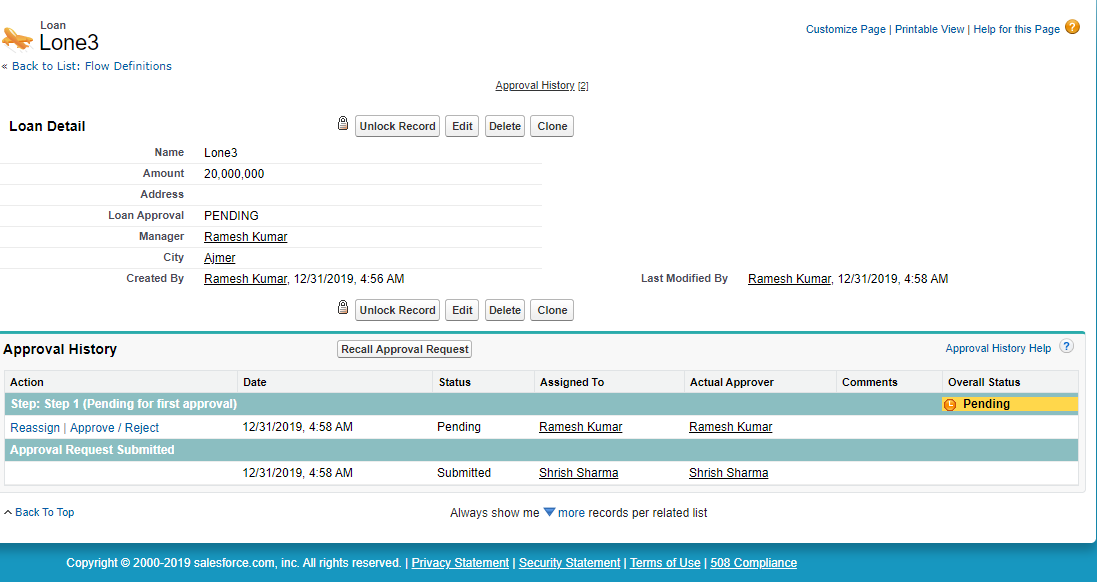 Loan
Lone3
Customize Page | Printable View | Help for this Page ?
« Back to List: Flow Definitions
Approval History [2]
Loan Detail Unlock Record Edit Delete Clone
Name Lone3
Amount 20,000,000
Address
Loan Approval PENDING
Manager Ramesh Kumar
City Ajmer
Created By Ramesh Kumar, 12/31/2019, 4:56 AM Last Modified By Ramesh Kumar, 12/31/2019, 4:58 AM
Unlock Record Edit Delete Clone
Approval History Recall Approval Request Approval History Help ?
Action Date Status Assigned To Actual Approver Comments Overall Status
Step: Step 1 (Pending for first approval) Pending
Reassign | Approve / Reject 12/31/2019, 4:58 AM Pending Ramesh Kumar Ramesh Kumar
Approval Request Submitted
12/31/2019, 4:58 AM Submitted Shrish Sharma Shrish Sharma
Back To Top Always show me more records per related list
Copyright © 2000-2019 salesforce.com, inc. All rights reserved. | Privacy Statement | Security Statement | Terms of Use | 508 Compliance